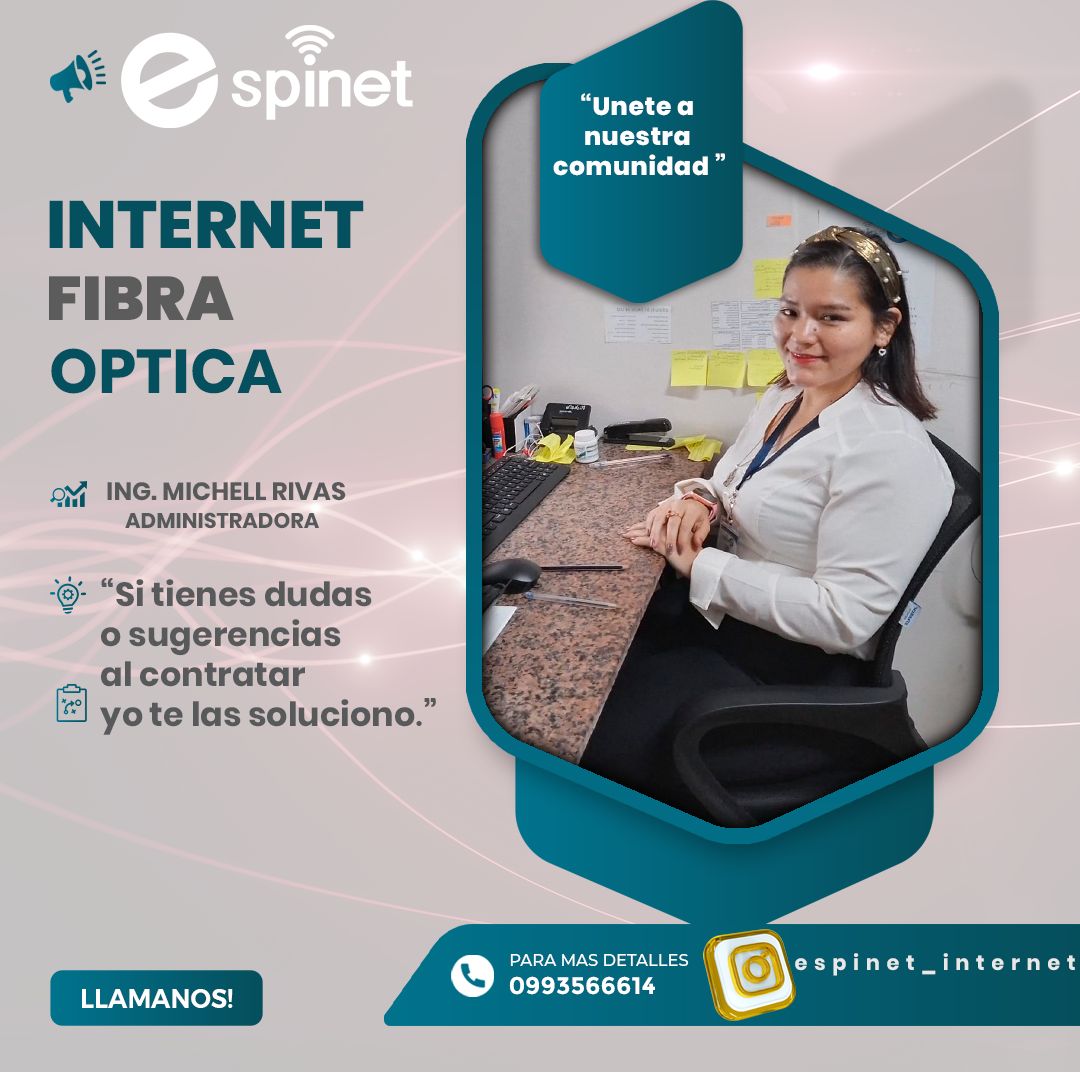 espinet
“Unete a
nuestra
comunidad ”
INTERNET
FIBRA
OPTICA
ING. MICHELL RIVAS
ADMINISTRADORA
“Si tienes dudas
o sugerencias
al contratar
yo te las soluciono.”
LLAMANOS!
PARA MAS DETALLES
0993566614
espinet_internet